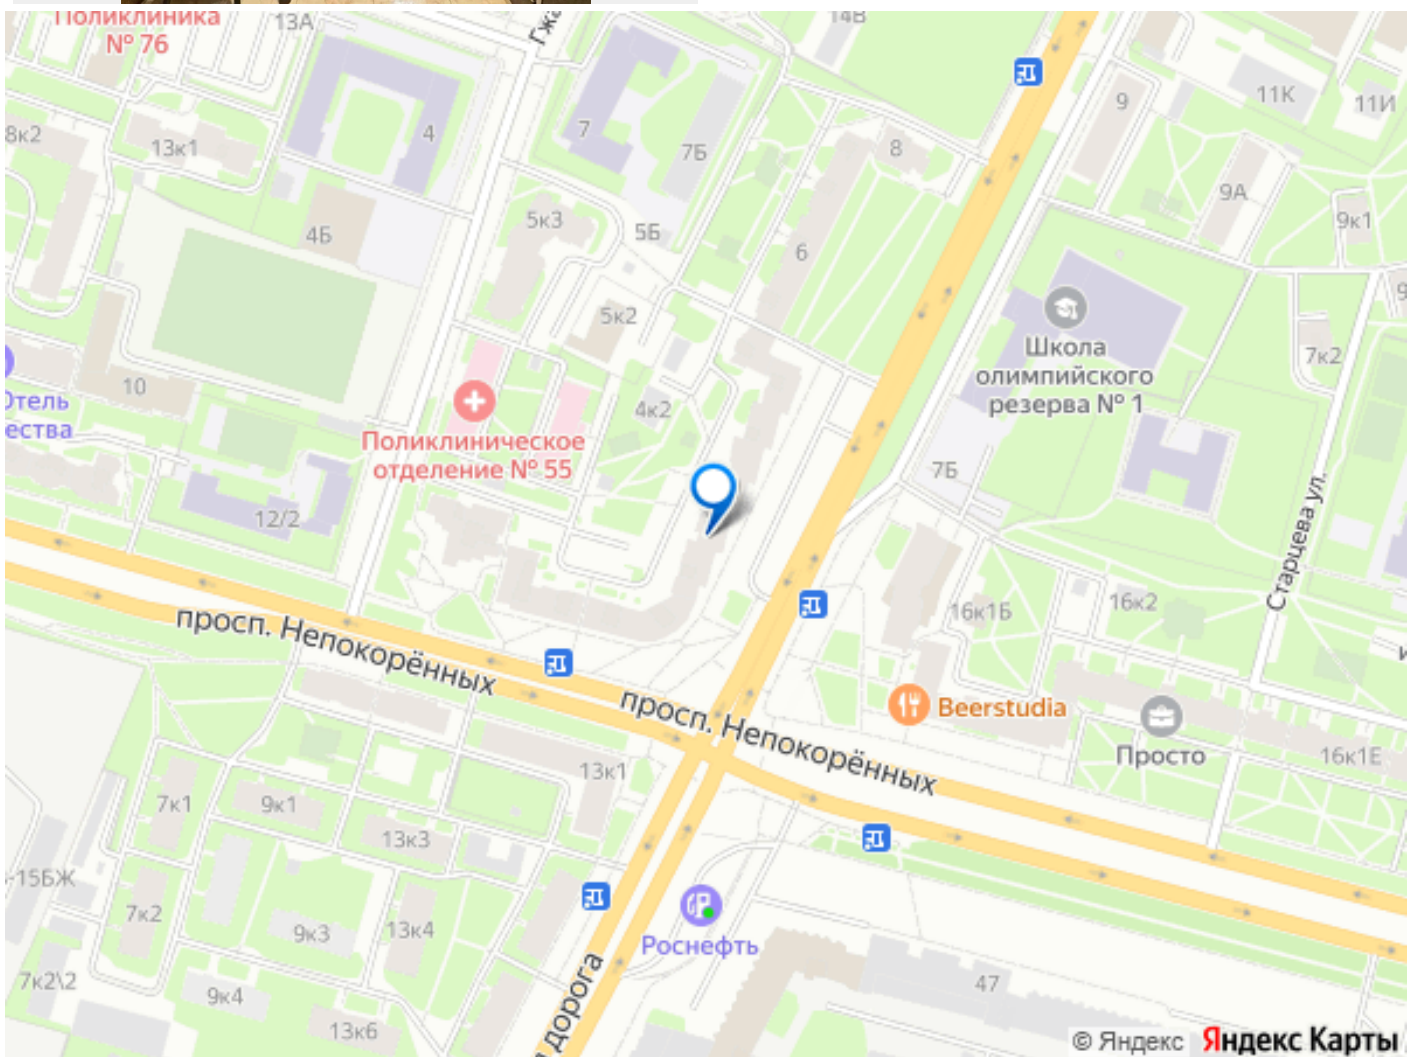 Поликлиника
№ 76
13А
14В
9
11К
11И
8к2
13к1
4
7
7Б
8
9А
9к1
4Б
5к3
5Б
6
5к2
Школа
олимпийского
резерва № 1
7к2
10
4к2
Поликлиническое
отделение № 55
7Б
12/2
Старцева ул.
16к1Б
16к2
просп. Непокорённых
просп. Непокорённых
Beerstudia
Просто
16к1Е
13к1
7к1
9к1
13к3
7к2
9к3
13к4
Роснефть
7к2\2
9к4
13к6
47
дорога
© Яндекс Яндекс Карты